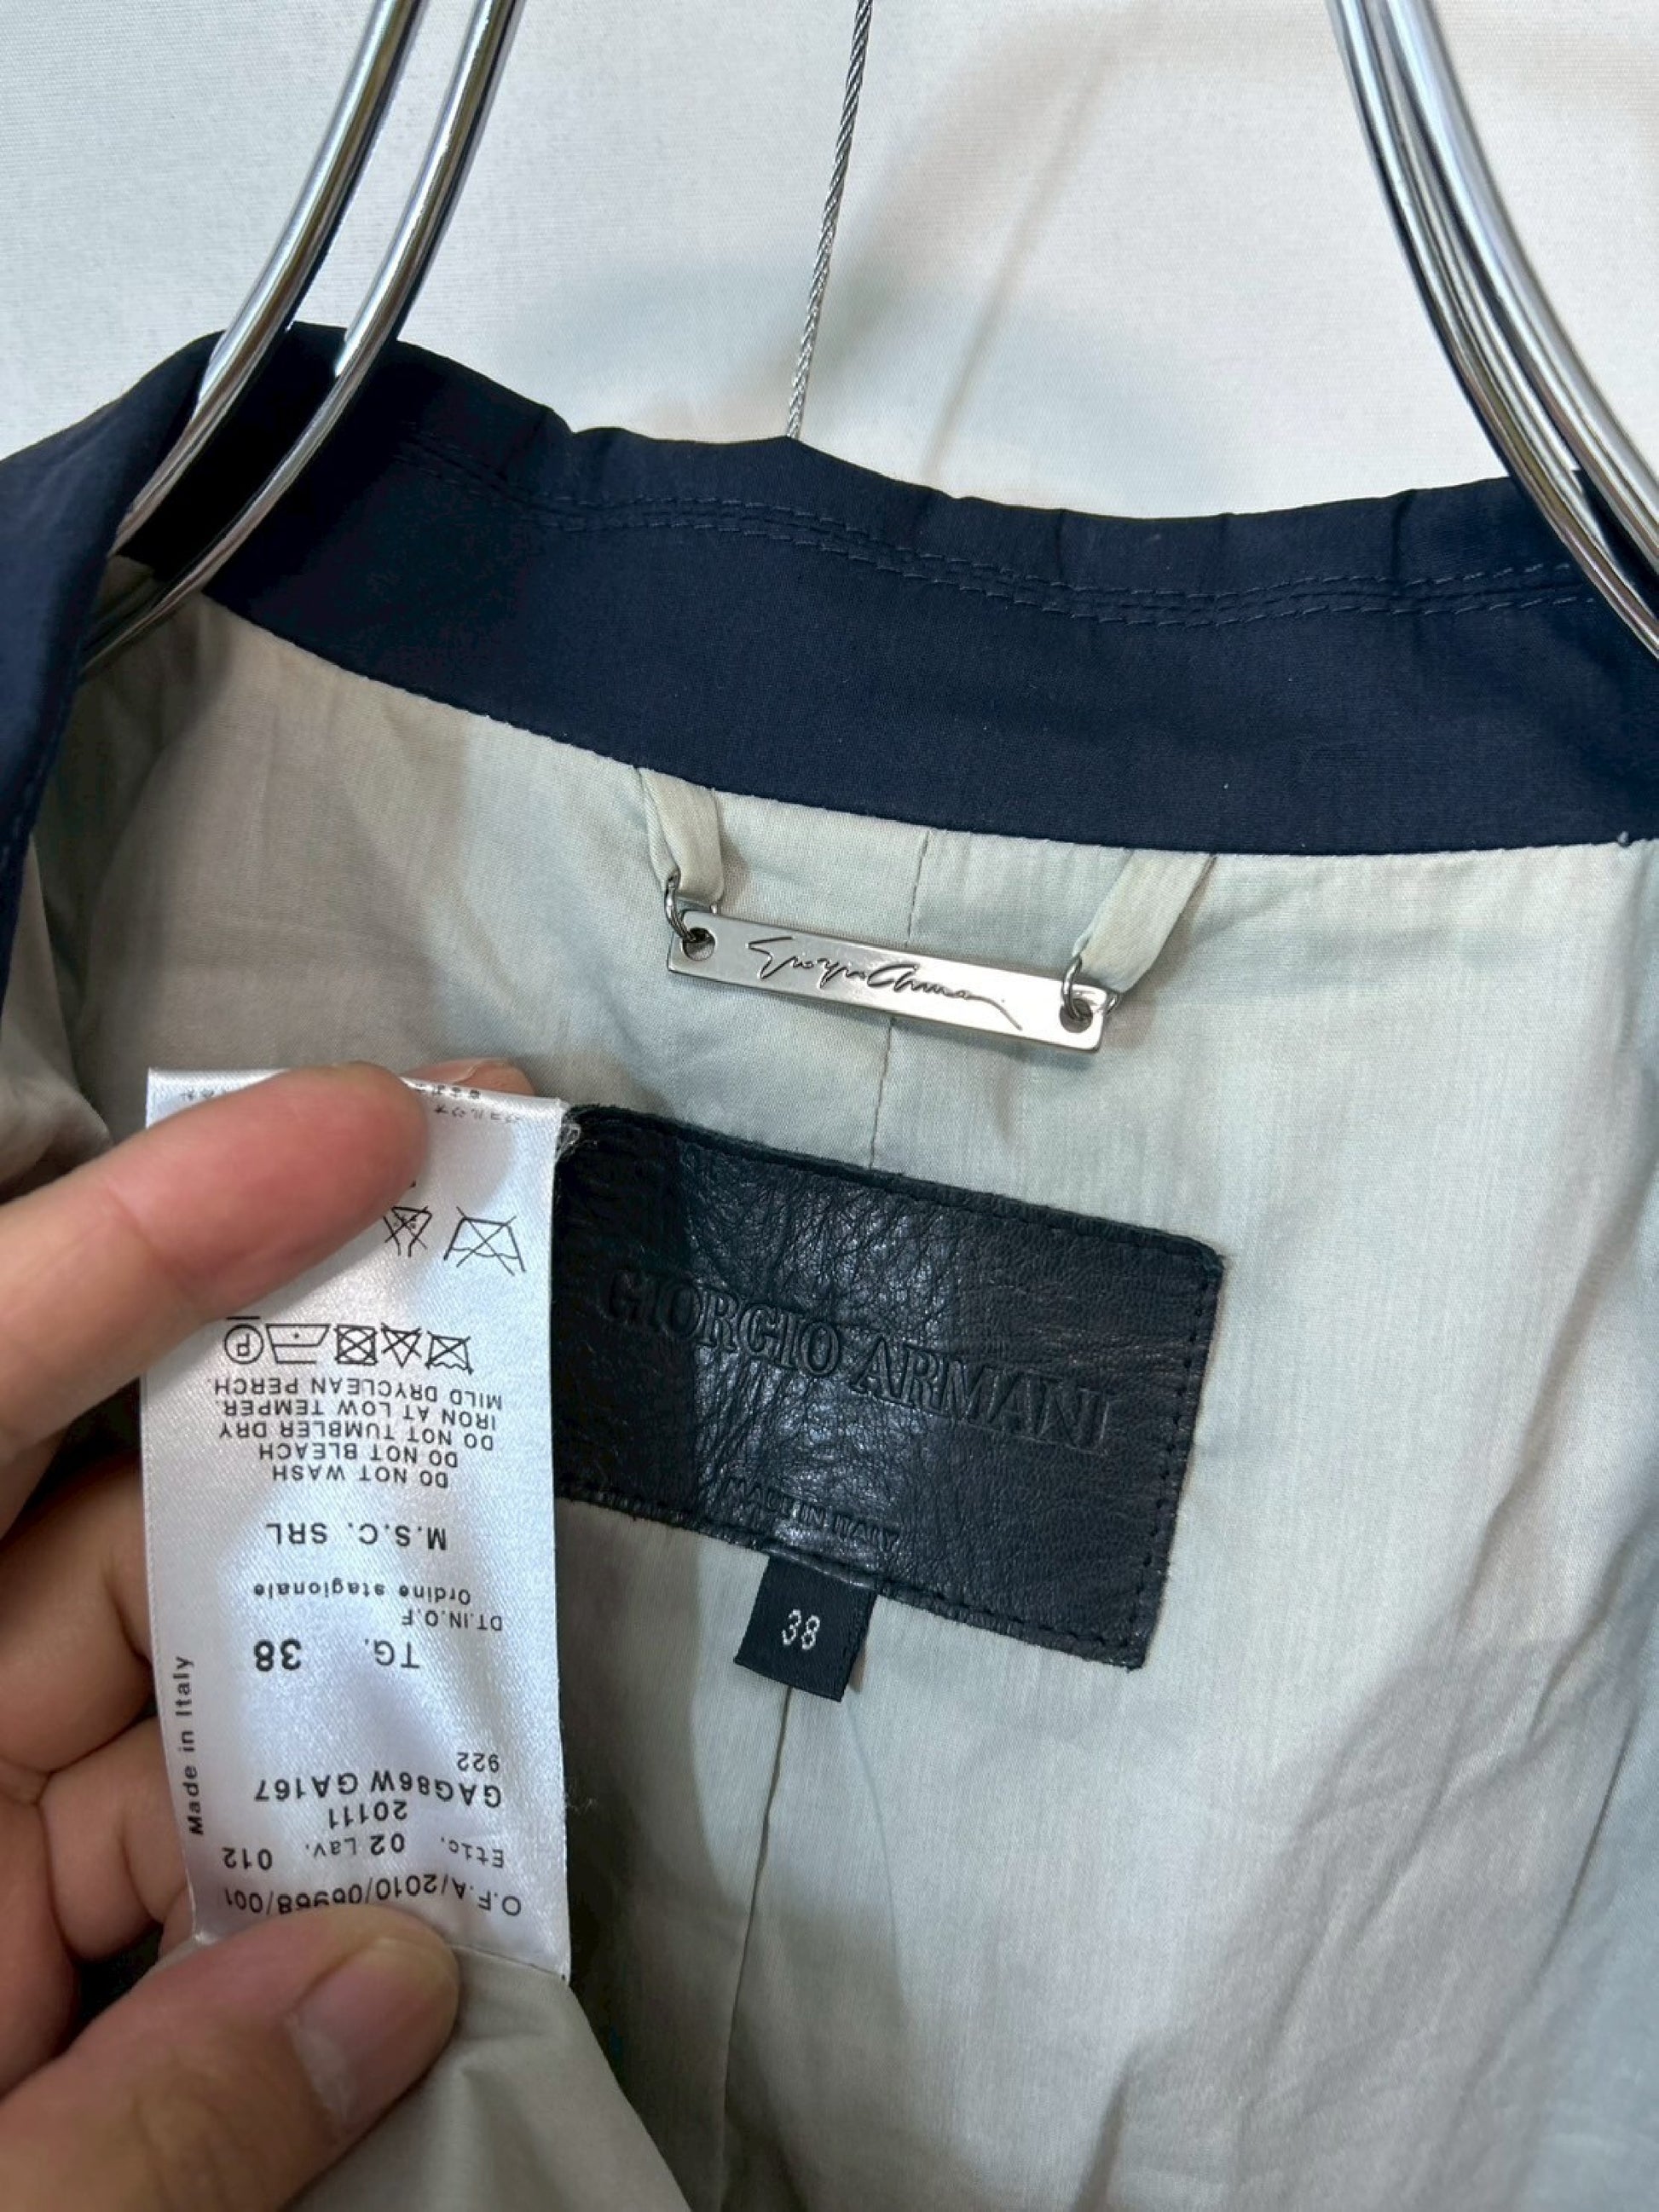 Giorgio Armani
GIORGIO ARMANI
MADE IN ITALY
38
O.F.A/2010/06968/001
Etic. 02 Lav. 012
20111
GAG86W GA167
922
TG. 38
DT.IN.O.F
Ordine stagionale
M.S.C. SRL
DO NOT WASH
DO NOT BLEACH
DO NOT TUMBLER DRY
IRON AT LOW TEMPER.
MILD DRYCLEAN PERCH.
P
Made in Italy